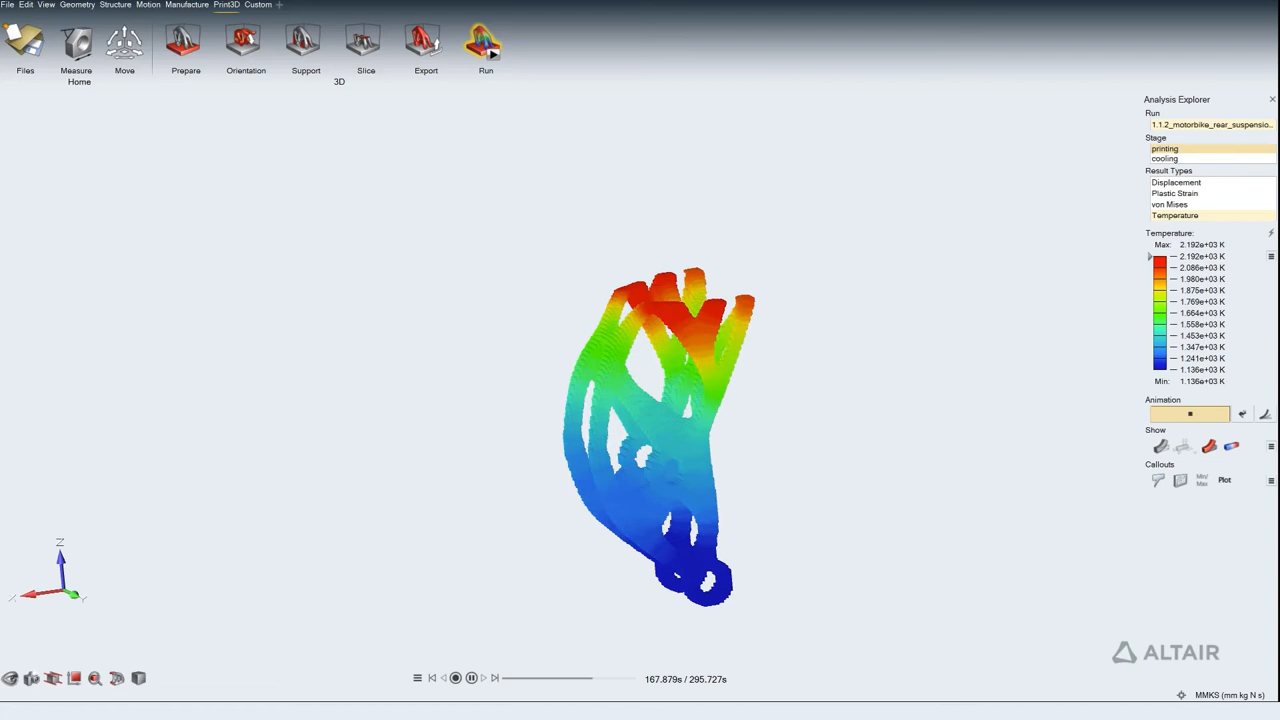 File Edit View Geometry Structure Motion Manufacture Print3D Custom +
Files
Measure
Move
Prepare
Orientation
Support
Slice
Export
Run
Home
3D
Analysis Explorer
Run
1.1.2_motorbike_rear_suspensio...
Stage
printing
cooling
Result Types
Displacement
Plastic Strain
von Mises
Temperature
Temperature:
Max: 2.192e+03 K
2.192e+03 K
2.086e+03 K
1.980e+03 K
1.875e+03 K
1.769e+03 K
1.664e+03 K
1.558e+03 K
1.453e+03 K
1.347e+03 K
1.241e+03 K
1.136e+03 K
Min: 1.136e+03 K
Animation
Show
Callouts
Min/
Max
Plot
Z
X
Y
ALTAIR
167.879s / 295.727s
MMKS (mm kg N s)